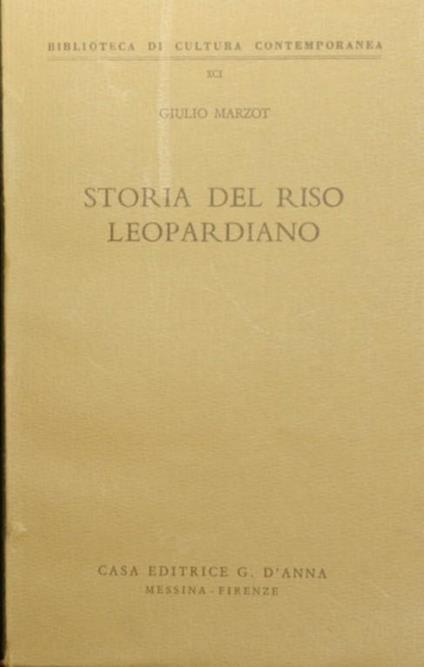 BIBLIOTECA DI CULTURA CONTEMPORANEA
XCI
GIULIO MARZOT
STORIA DEL RISO
LEOPARDIANO
CASA EDITRICE G. D'ANNA
MESSINA - FIRENZE